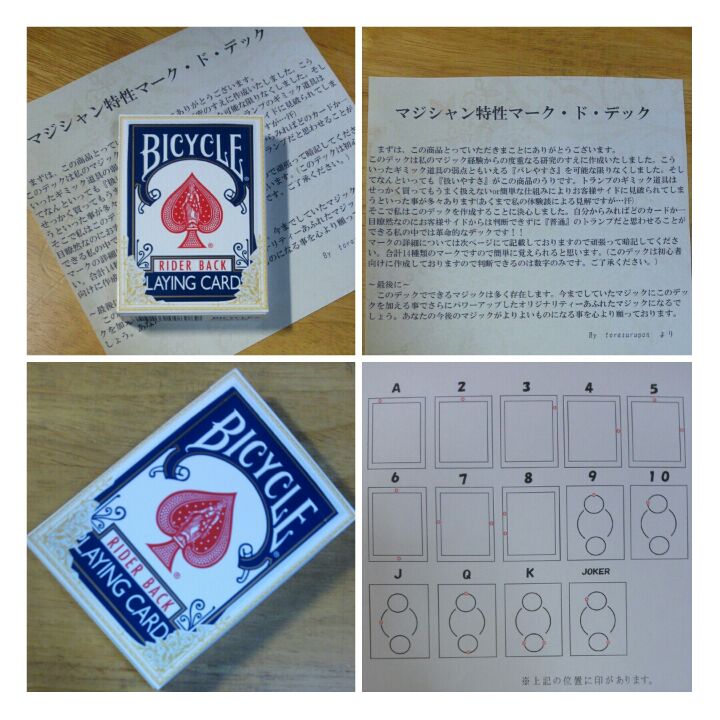 マジシャン特性マーク・ド・デック
BICYCLE
®
RIDER BACK
PLAYING CARDS
マジシャン特性マーク・ド・デック
まずは、この商品とっていただきまことにありがとうございます。
このデックは私のマジック経験からの度重なる研究のすえに作成いたしました。こう
いったギミック道具の弱点ともいえる『バレやすさ』を可能な限りなくしました。そし
てなんといっても『扱いやすさ』がこの商品のうりです。トランプのギミック道具は
せっかく買ってもうまく扱えないor簡単な仕組みによりお客様サイドに見破られてしま
うといった事が多々あります(あくまで私の体験談による見解ですが…汗)
そこで私はこのデックを作成することに決心しました。自分からみればどのカードか一
目瞭然なのにお客様サイドからは判断できずに『普通』のトランプだと思わせることが
できる私の中では革命的なデックです！！
マークの詳細については次ページにて記載しておりますので頑張って暗記してくださ
い。合計14種類のマークですので簡単に覚えられると思います。(このデックは初心者
向けに作成しておりますので判断できるのは数字のみです。ご了承ください。)
～最後に～
このデックでできるマジックは多く存在します。今までしていたマジックにこのデッ
クを加える事でさらにパワーアップしたオリジナリティーあふれたマジックになるで
しょう。あなたの今後のマジックがよりよいものになる事を心より願っております。
By terasurupon より
BICYCLE
®
RIDER BACK
PLAYING CARDS
A 2 3 4 5
6 7 8 9 10
J Q K JOKER
※上記の位置に印があります。